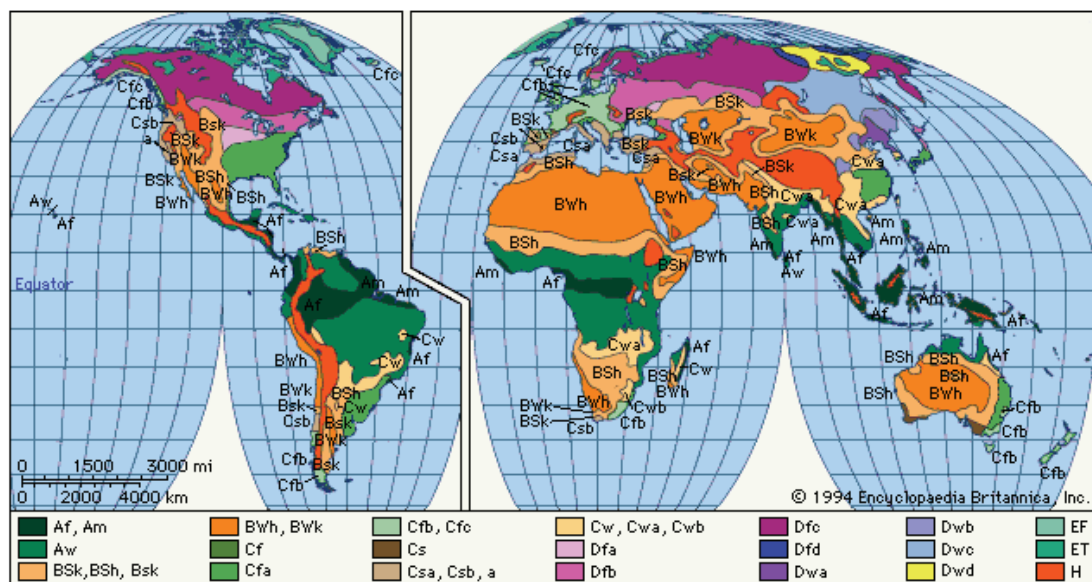 Cfc
Cfc
Cfb
Csb
a
Bsk
BSk
BWk
BSh
BWh
BSk
BWh
BSh
Aw
Af
Af
BSh
Af
Am
Am
Af
Equator
Cw
Cw
Af
Af
BWh
BWk
BSh
Bsk
Cw
Csb
Bsk
BWk
Cfb
Bsk
Cfb
0 1500 3000 mi
0 2000 4000 km
Cfc
Cfc
Cfb
BSk
Csb
Csa
Csa
BSh
Bsk
Bsk
Csa
BSk
BWk
BWk
BSk
Bsk
BWh
BWh
BWh
BSh
Cwa
Cwa
Cwa
BSh
Cwa
Am
Am
Am
Am
Af
Aw
Af
Am
Am
Af
Af
BSh
BSh
BWh
Am
Af
Cwa
BSh
BWh
BWk
BSk
Csb
Cfb
Cwb
Af
Cw
BSh
BWh
BSh
BSh
Af
BSh
BSh
BWh
Cfb
Cfb
© 1994 Encyclopaedia Britannica, Inc.
Af, Am
BWh, BWk
Cfb, Cfc
Cw, Cwa, Cwb
Dfc
Dwb
EF
Aw
Cf
Cs
Dfa
Dfd
Dwc
ET
BSk,BSh, Bsk
Cfa
Csa, Csb, a
Dfb
Dwa
Dwd
H